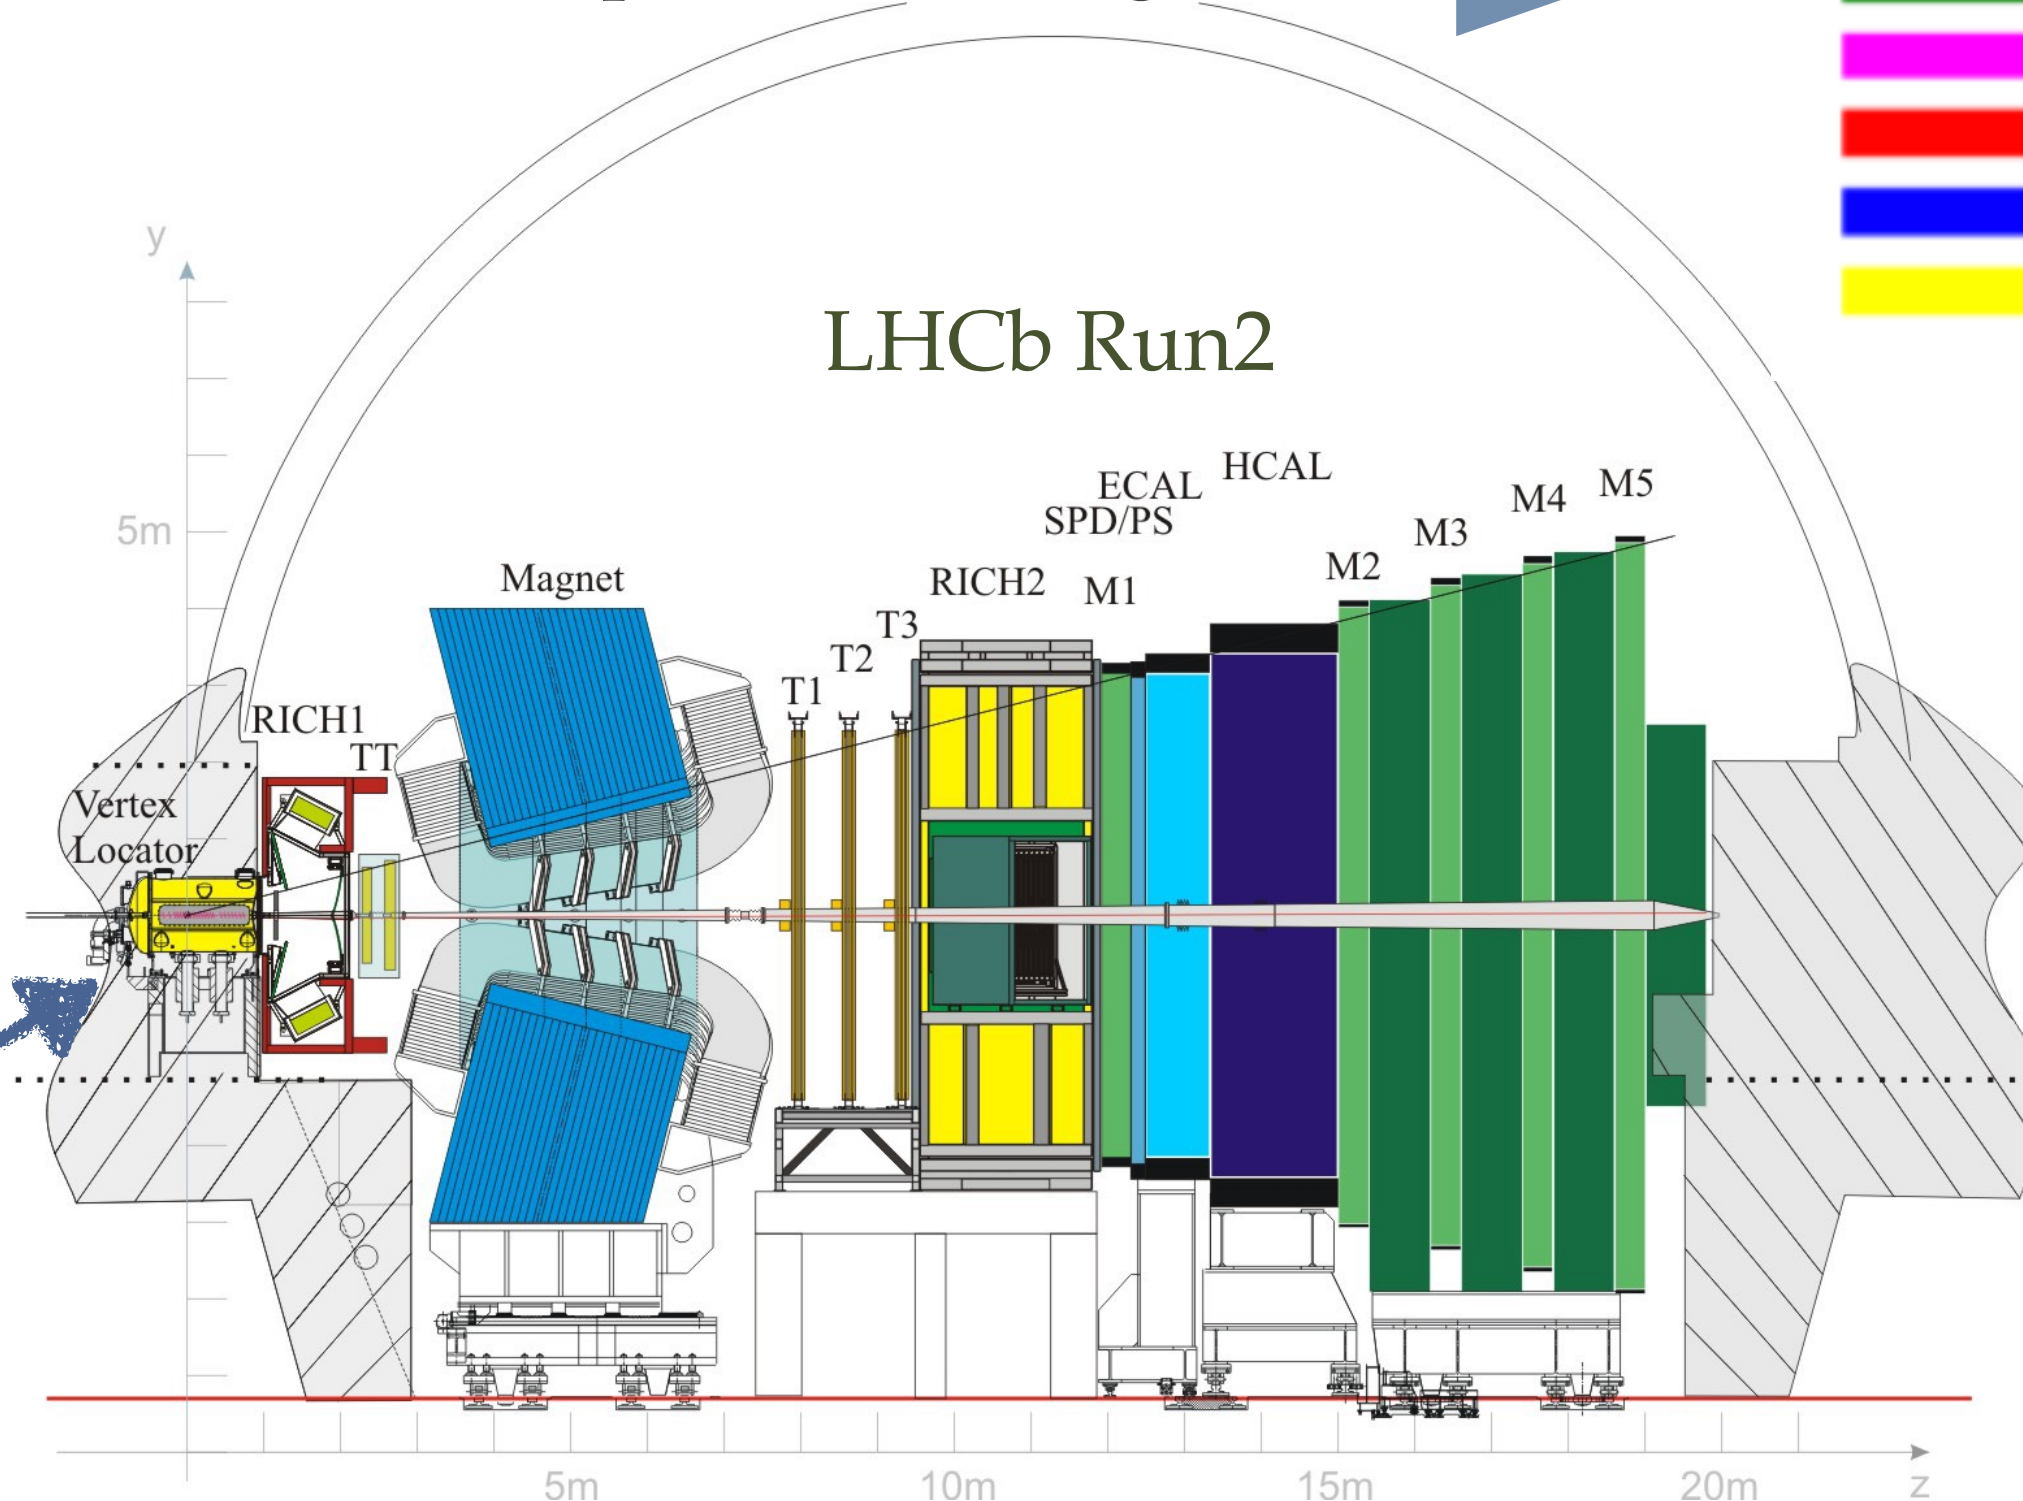 y
LHCb Run2
HCAL
ECAL
SPD/PS
M5
M4
M3
M2
5m
Magnet
RICH2
M1
T3
T2
T1
RICH1
TT
Vertex
Locator
5m
10m
15m
20m
z